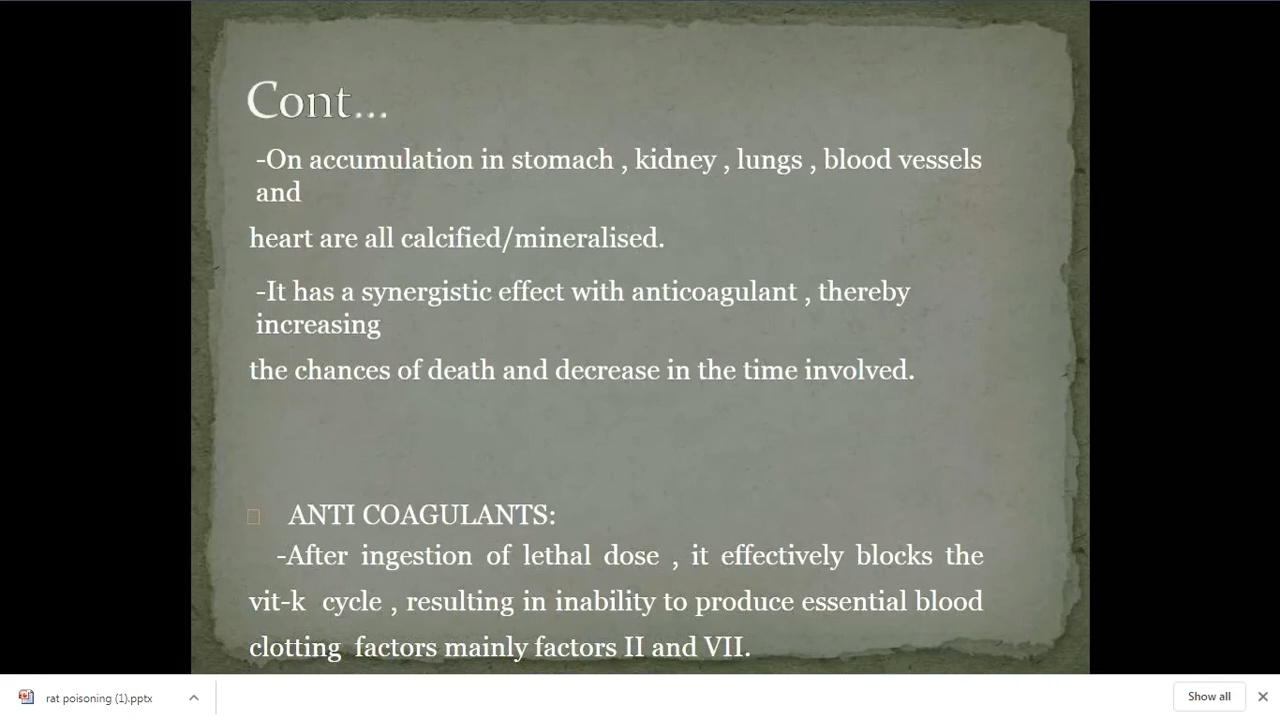 Cont...
-On accumulation in stomach , kidney , lungs , blood vessels
and
heart are all calcified/mineralised.
-It has a synergistic effect with anticoagulant , thereby
increasing
the chances of death and decrease in the time involved.
ANTI COAGULANTS:
-After ingestion of lethal dose , it effectively blocks the
vit-k cycle , resulting in inability to produce essential blood
clotting factors mainly factors II and VII.
rat poisoning (1).pptx
Show all